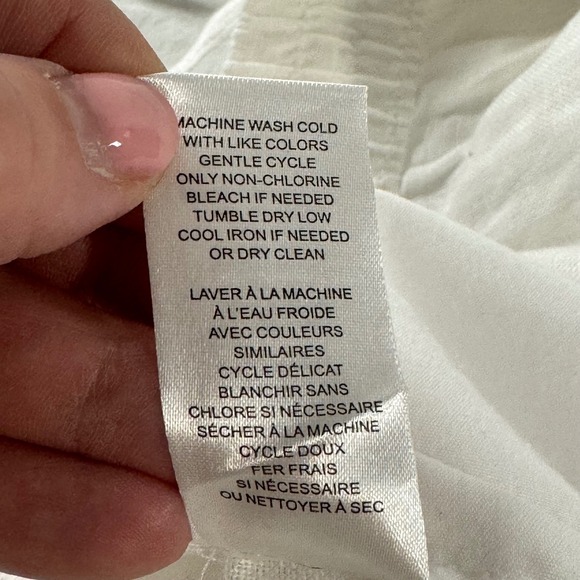 MACHINE WASH COLD
WITH LIKE COLORS
GENTLE CYCLE
ONLY NON-CHLORINE
BLEACH IF NEEDED
TUMBLE DRY LOW
COOL IRON IF NEEDED
OR DRY CLEAN
LAVER À LA MACHINE
À L'EAU FROIDE
AVEC COULEURS
SIMILAIRES
CYCLE DÉLICAT
BLANCHIR SANS
CHLORE SI NÉCESSAIRE
SÉCHER À LA MACHINE
CYCLE DOUX
FER FRAIS
SI NÉCESSAIRE
OU NETTOYER À SEC